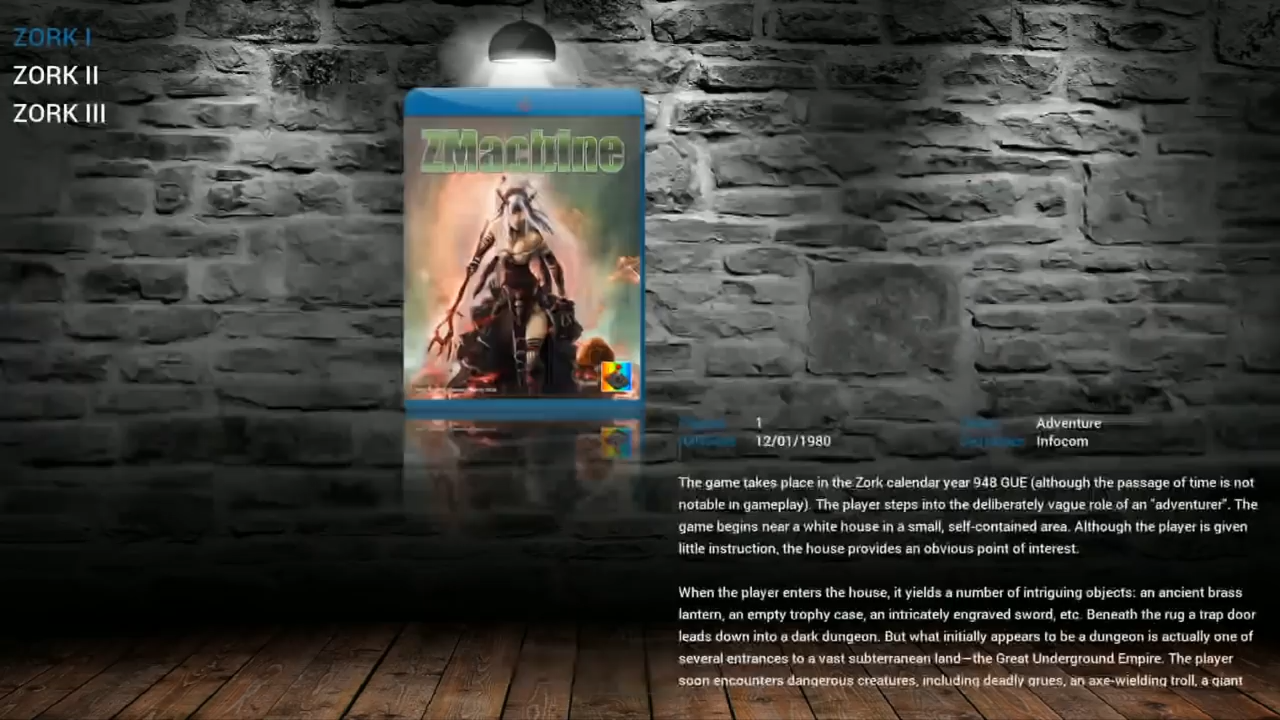 ZORK I
ZORK II
ZORK III
ZMachine
1
Adventure
12/01/1980
Infocom
The game takes place in the Zork calendar year 948 GUE (although the passage of time is not
notable in gameplay). The player steps into the deliberately vague role of an "adventurer". The
game begins near a white house in a small, self-contained area. Although the player is given
little instruction, the house provides an obvious point of interest.
When the player enters the house, it yields a number of intriguing objects: an ancient brass
lantern, an empty trophy case, an intricately engraved sword, etc. Beneath the rug a trap door
leads down into a dark dungeon. But what initially appears to be a dungeon is actually one of
several entrances to a vast subterranean land—the Great Underground Empire. The player
soon encounters dangerous creatures, including deadly grues, an axe-wielding troll, a giant